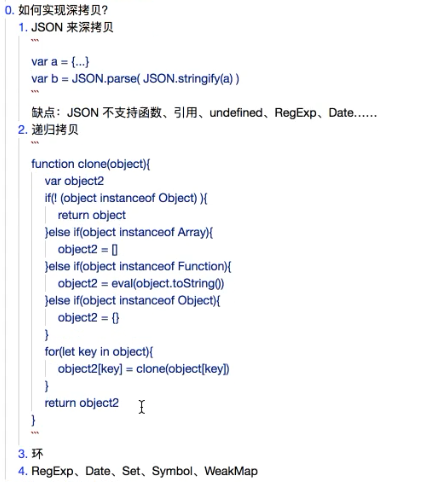 0. 如何实现深拷贝?
1. JSON 来深拷贝
```
var a = {...}
var b = JSON.parse( JSON.stringify(a) )
```
缺点：JSON 不支持函数、引用、undefined、RegExp、Date……
2. 递归拷贝
```
function clone(object){
var object2
if(! (object instanceof Object) ){
return object
}else if(object instanceof Array){
object2 = []
}else if(object instanceof Function){
object2 = eval(object.toString())
}else if(object instanceof Object){
object2 = {}
}
for(let key in object){
object2[key] = clone(object[key])
}
return object2
}
```
3. 环
4. RegExp、Date、Set、Symbol、WeakMap